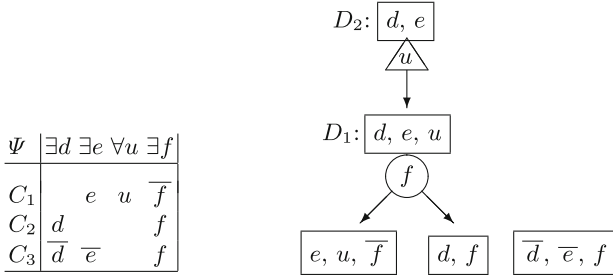 D₂: d, e
u
D₁: d, e, u
f
e, u, f̅ d, f d̅, e̅, f
Ψ ∃d ∃e ∀u ∃f
C₁ e u f̅
C₂ d f
C₃ d̅ e̅ f